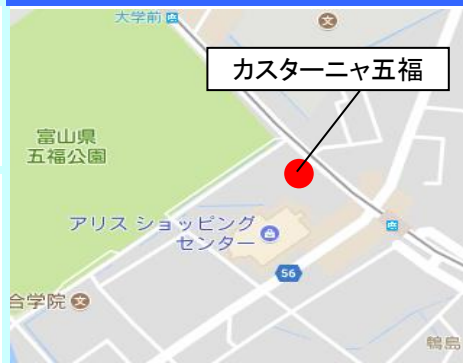 大学前
カスターニャ五福
富山県
五福公園
アリス ショッピング
センター
56
合学院
鴨島